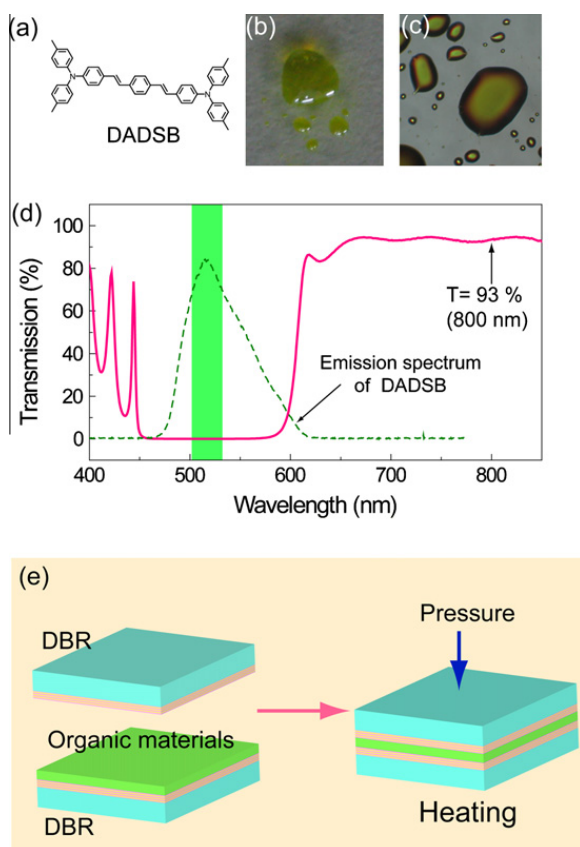 (a)
N
N
DADSB
(b)
(c)
(d)
Transmission (%)
100
80
60
40
20
0
T= 93 %
(800 nm)
Emission spectrum
of DADSB
400 500 600 700 800
Wavelength (nm)
(e)
DBR
Organic materials
DBR
Pressure
Heating